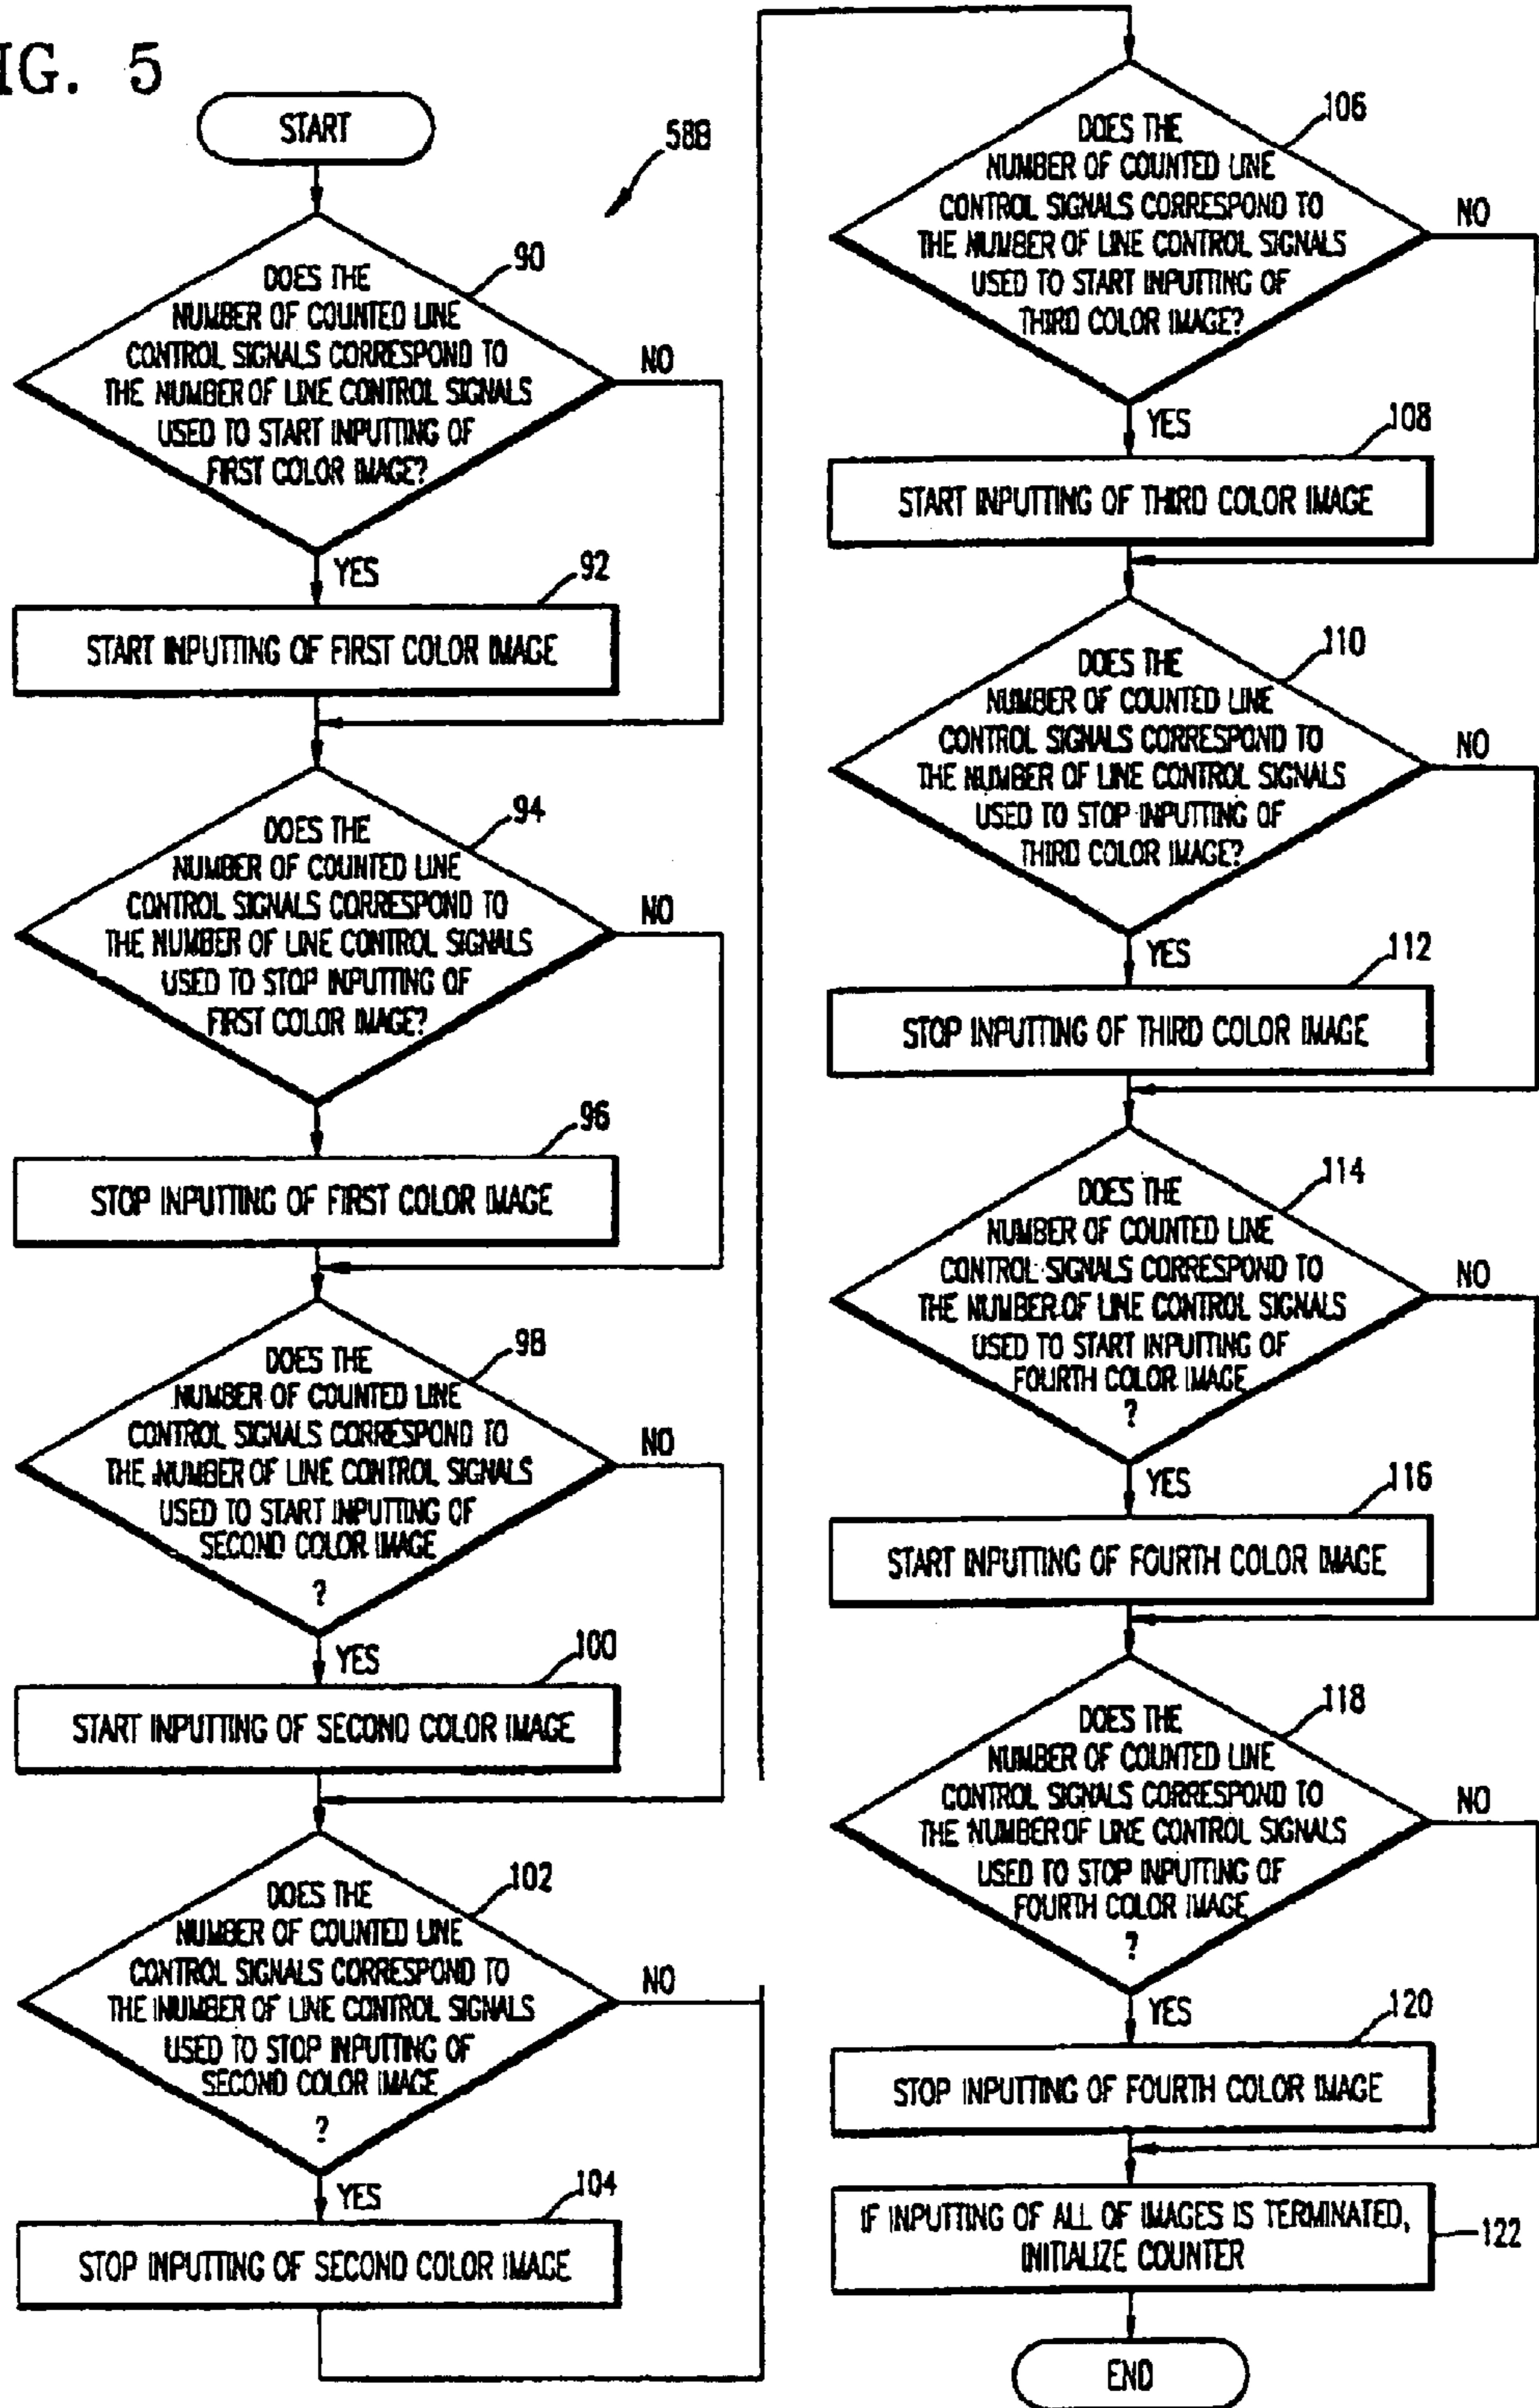 IG. 5
START
58B
90
DOES THE
NUMBER OF COUNTED LINE
CONTROL SIGNALS CORRESPOND TO
THE NUMBER OF LINE CONTROL SIGNALS
USED TO START INPUTTING OF
FIRST COLOR IMAGE?
NO
YES
92
START INPUTTING OF FIRST COLOR IMAGE
94
DOES THE
NUMBER OF COUNTED LINE
CONTROL SIGNALS CORRESPOND TO
THE NUMBER OF LINE CONTROL SIGNALS
USED TO STOP INPUTTING OF
FIRST COLOR IMAGE?
NO
96
STOP INPUTTING OF FIRST COLOR IMAGE
98
DOES THE
NUMBER OF COUNTED LINE
CONTROL SIGNALS CORRESPOND TO
THE NUMBER OF LINE CONTROL SIGNALS
USED TO START INPUTTING OF
SECOND COLOR IMAGE
?
NO
YES
100
START INPUTTING OF SECOND COLOR IMAGE
102
DOES THE
NUMBER OF COUNTED LINE
CONTROL SIGNALS CORRESPOND TO
THE INUMBER OF LINE CONTROL SIGNALS
USED TO STOP INPUTTING OF
SECOND COLOR IMAGE
?
NO
YES
104
STOP INPUTTING OF SECOND COLOR IMAGE
106
DOES THE
NUMBER OF COUNTED LINE
CONTROL SIGNALS CORRESPOND TO
THE NUMBER OF LINE CONTROL SIGNALS
USED TO START INPUTTING OF
THIRD COLOR IMAGE?
NO
YES
108
START INPUTTING OF THIRD COLOR IMAGE
110
DOES THE
NUMBER OF COUNTED LINE
CONTROL SIGNALS CORRESPOND TO
THE NUMBER OF LINE CONTROL SIGNALS
USED TO STOP INPUTTING OF
THIRD COLOR IMAGE?
NO
YES
112
STOP INPUTTING OF THIRD COLOR IMAGE
114
DOES THE
NUMBER OF COUNTED LINE
CONTROL SIGNALS CORRESPOND TO
THE NUMBER OF LINE CONTROL SIGNALS
USED TO START INPUTTING OF
FOURTH COLOR IMAGE
?
NO
YES
116
START INPUTTING OF FOURTH COLOR IMAGE
118
DOES THE
NUMBER OF COUNTED LINE
CONTROL SIGNALS CORRESPOND TO
THE NUMBER OF LINE CONTROL SIGNALS
USED TO STOP INPUTTING OF
FOURTH COLOR IMAGE
?
NO
YES
120
STOP INPUTTING OF FOURTH COLOR IMAGE
IF INPUTTING OF ALL OF IMAGES IS TERMINATED,
INITIALIZE COUNTER
122
END